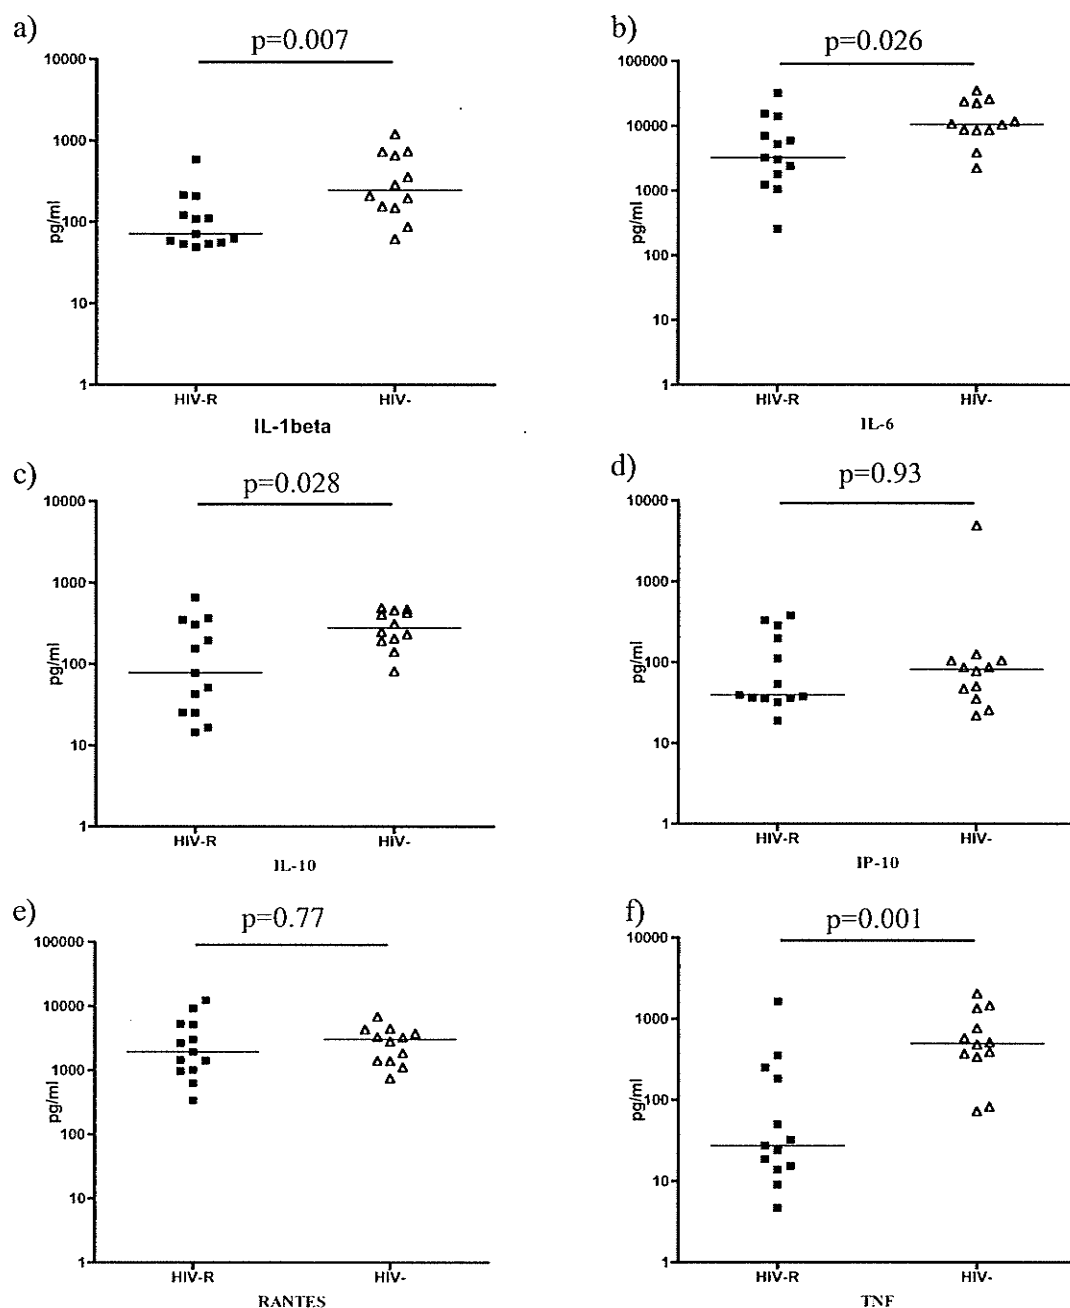 a)
p=0.007
10000
1000
100
10
1
pg/ml
HIV-R
HIV-
IL-1beta
b)
p=0.026
100000
10000
1000
100
10
1
pg/ml
HIV-R
HIV-
IL-6
c)
p=0.028
10000
1000
100
10
1
pg/ml
HIV-R
HIV-
IL-10
d)
p=0.93
10000
1000
100
10
1
pg/ml
HIV-R
HIV-
IP-10
e)
p=0.77
100000
10000
1000
100
10
1
pg/ml
HIV-R
HIV-
RANTES
f)
p=0.001
10000
1000
100
10
1
pg/ml
HIV-R
HIV-
TNF